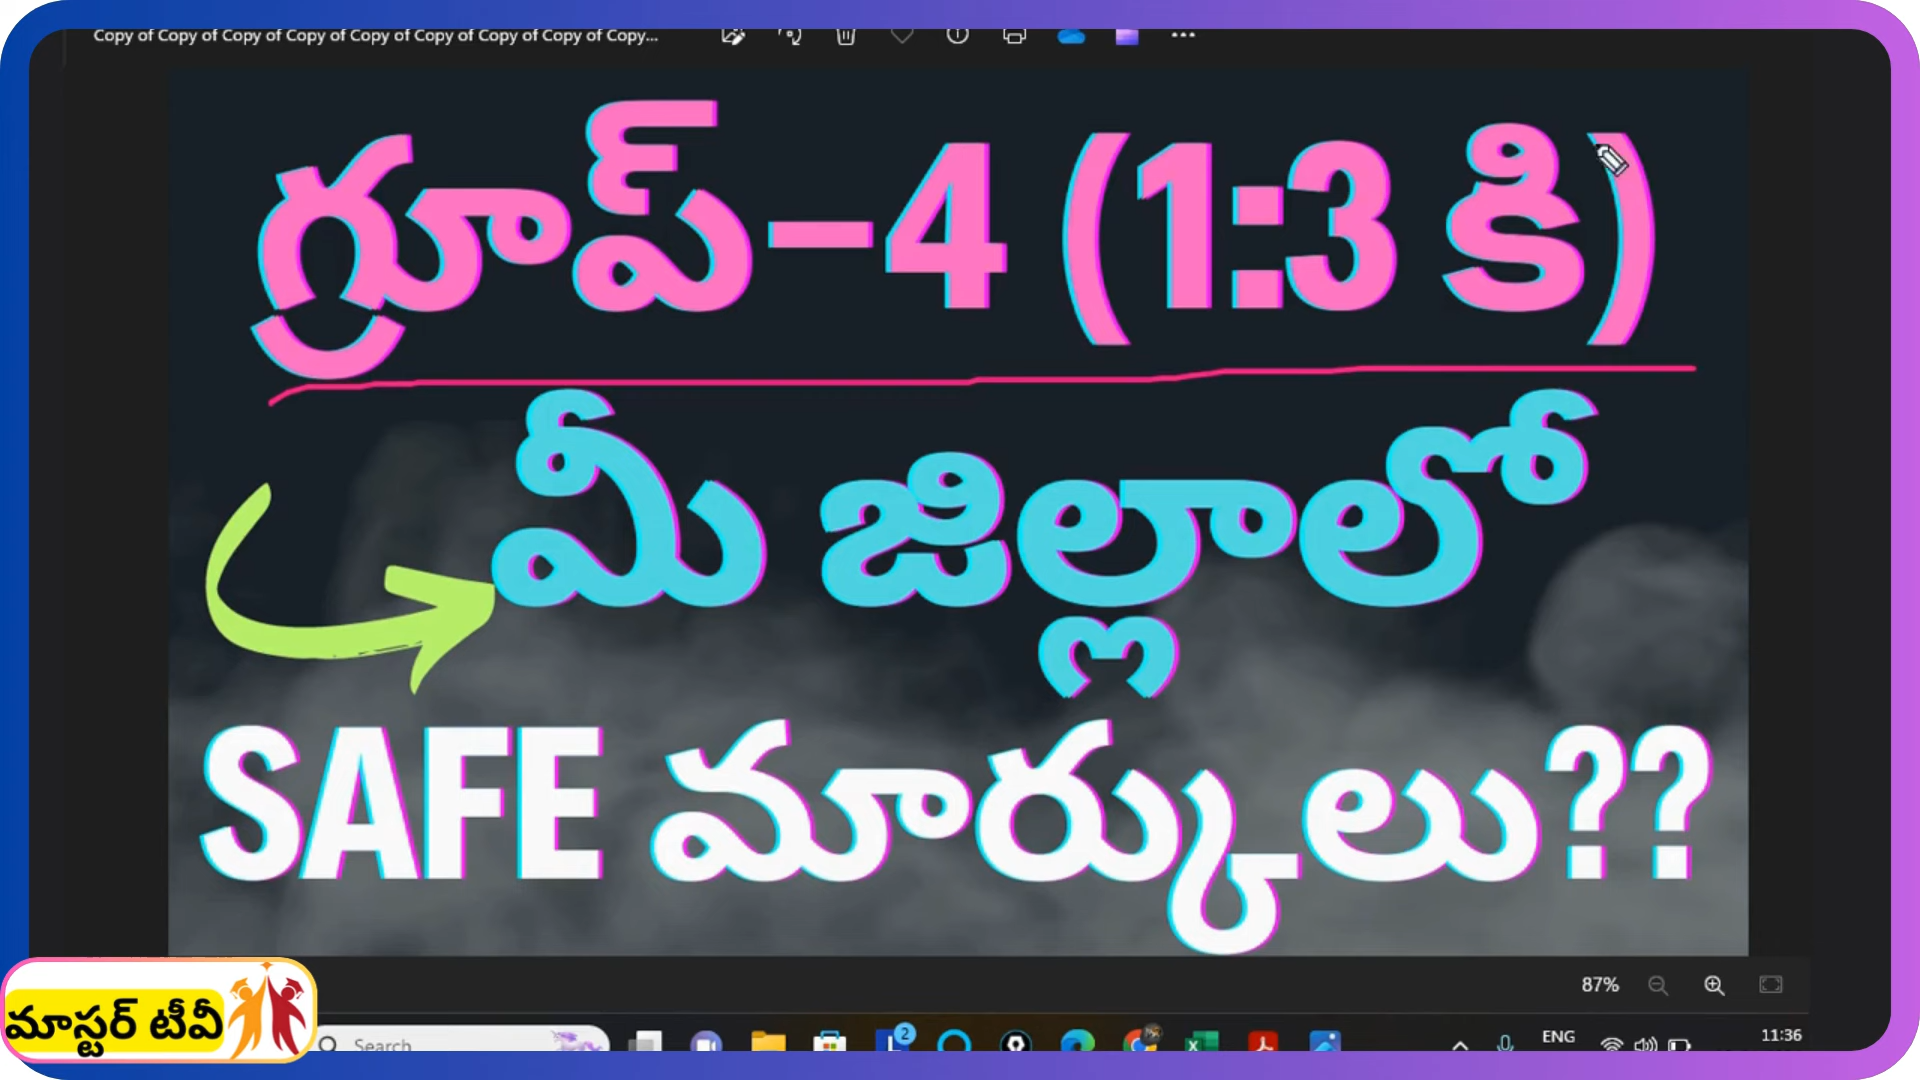 Copy of Copy of Copy of Copy of Copy of Copy of Copy of Copy of Copy...
గ్రూప్-4 (1:3 కి)
మీ జిల్లాలో
SAFE మార్కులు??
87%
మాస్టర్ టీవీ
Search
2
ENG
11:36